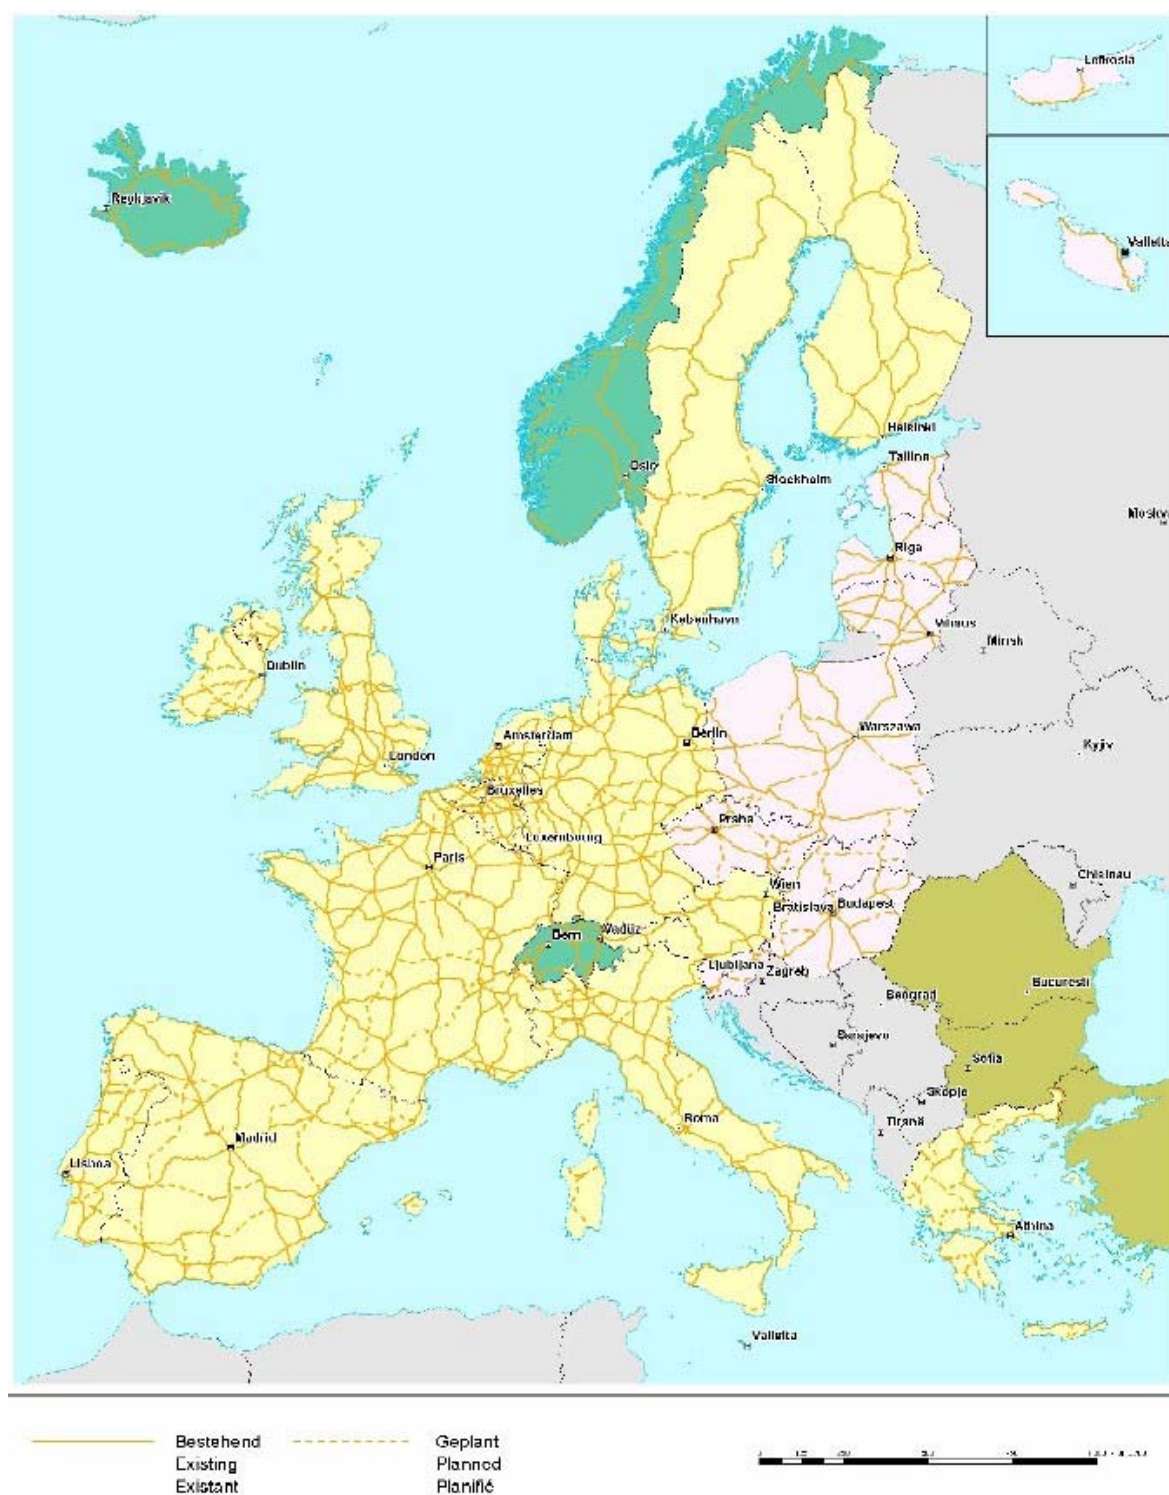 Lefkosia
Reykjavik
Valletta
Helsinki
Tallinn
Oslo
Stockholm
Moskva
Riga
København
Vilnius
Minsk
Dublin
Amsterdam
Berlin
Warszawa
London
Kyjiv
Bruxelles
Praha
Luxembourg
Paris
Chisinau
Wien
Bratislava
Budapest
Bern
Vaduz
Ljubljana
Zagreb
Beograd
Bucuresti
Sarajevo
Sofia
Skopje
Roma
Tiranë
Madrid
Lisboa
Athina
Valletta
Bestehend Geplant
Existing Planned
Existant Planifié